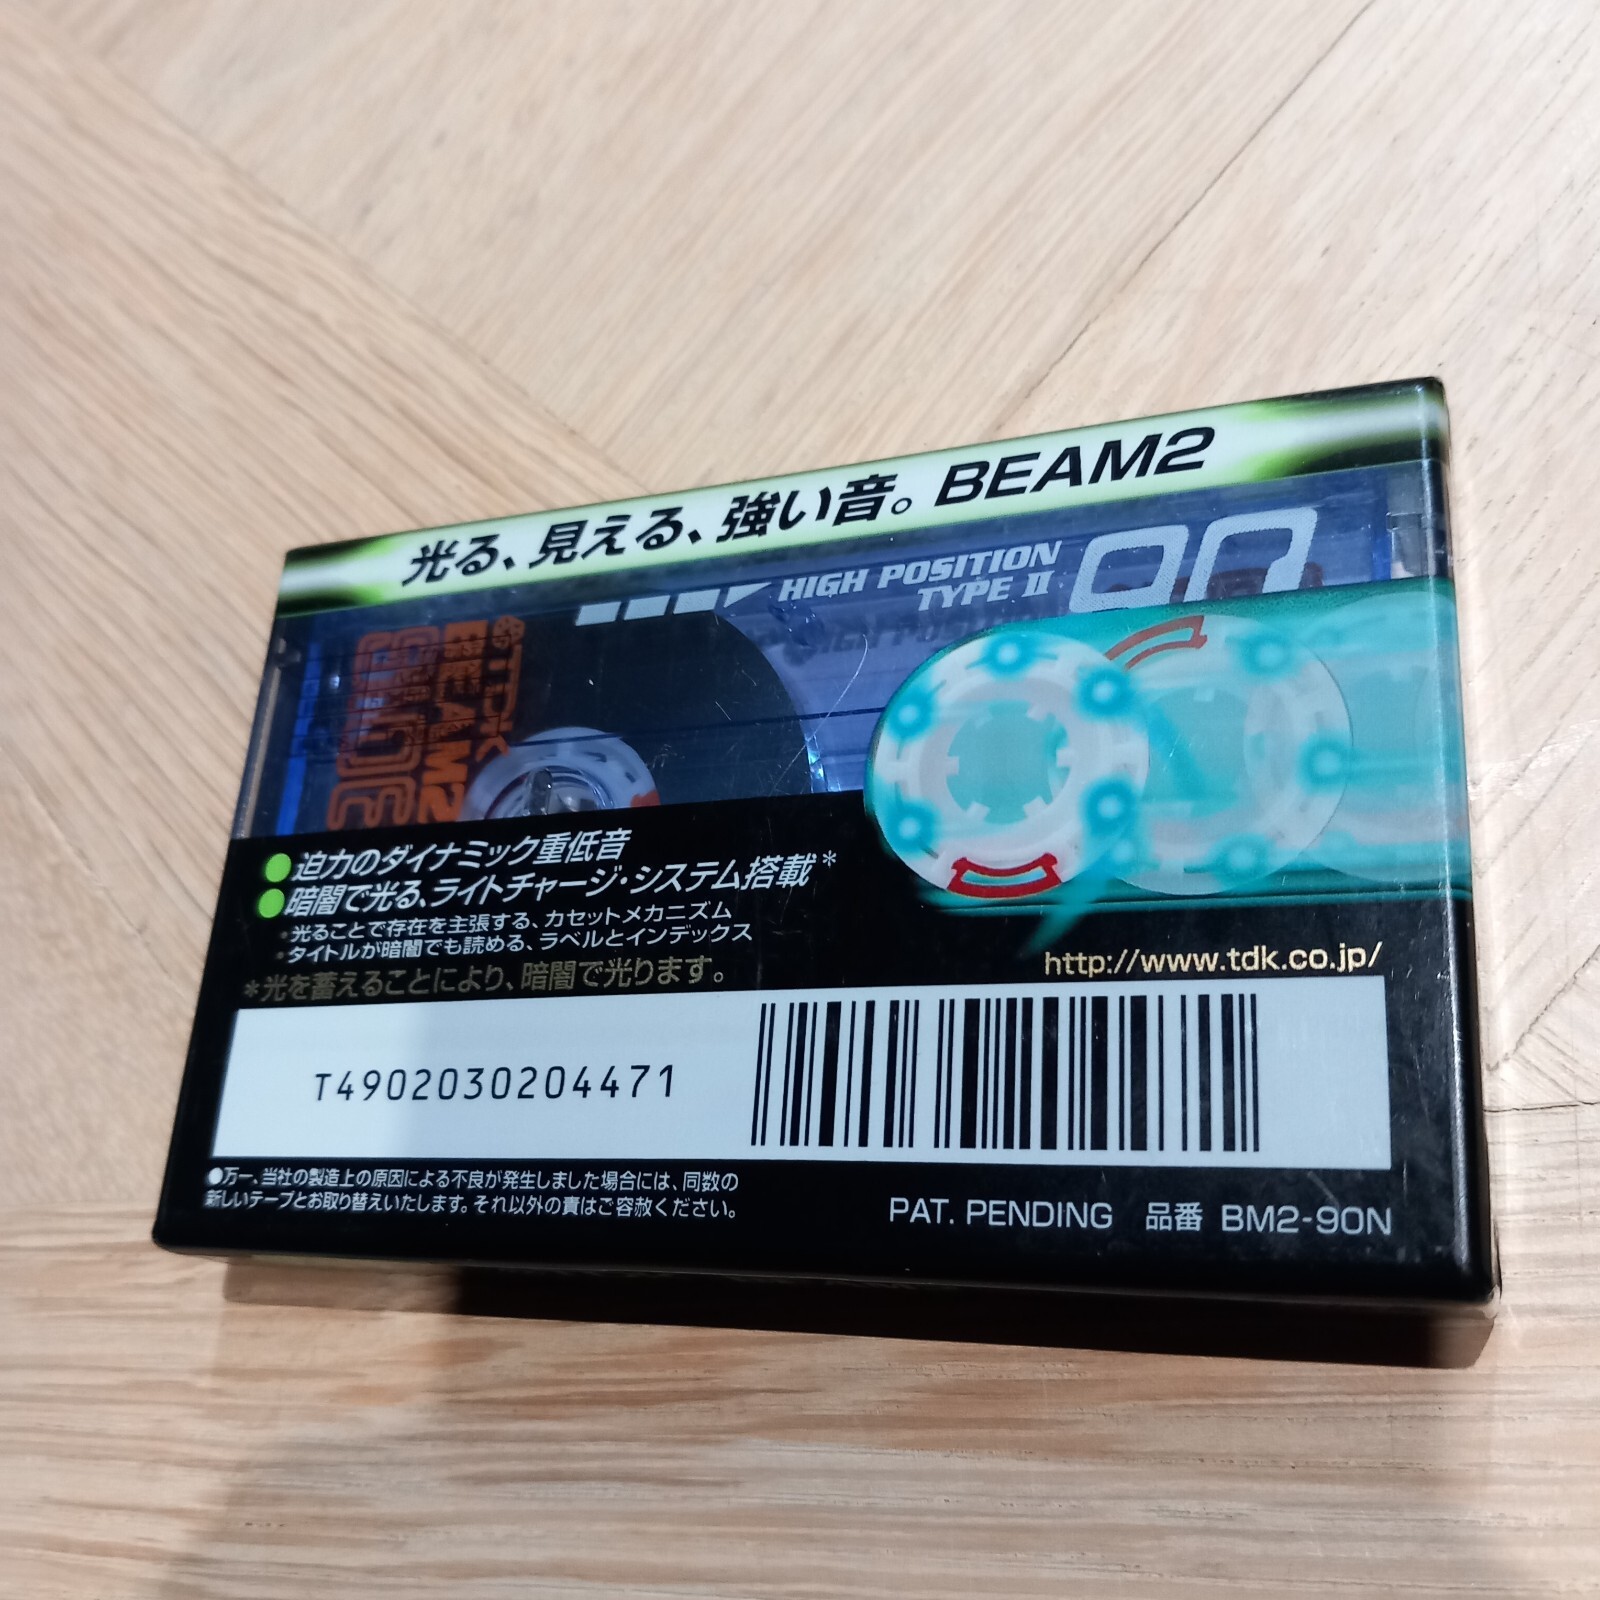 光る、見える、強い音。BEAM2
HIGH POSITION
TYPE II
90
TDK
BEAM2
迫力のダイナミック重低音
暗闇で光る、ライトチャージ・システム搭載*
・光ることで存在を主張する、カセットメカニズム
・タイトルが暗闇でも読める、ラベルとインデックス
*光を蓄えることにより、暗闇で光ります。
http://www.tdk.co.jp/
T4902030204471
●万一、当社の製造上の原因による不良が発生しました場合には、同数の
新しいテープとお取り替えいたします。それ以外の責はご容赦ください。
PAT. PENDING 品番 BM2-90N